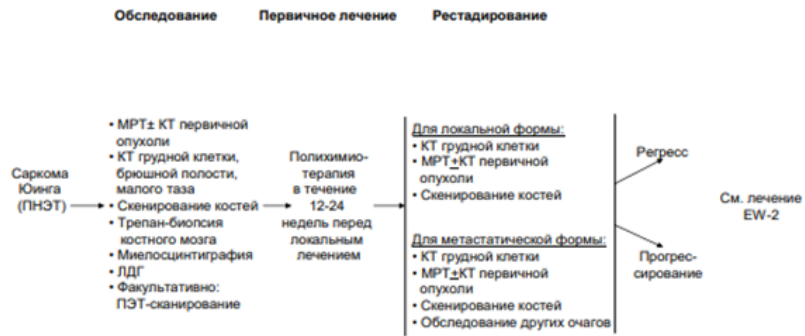 Обследование
Первичное лечение
Рестадирование
Саркома
Юинга
(ПНЭТ)
• МРТ± КТ первичной
опухоли
• КТ грудной клетки,
брюшной полости,
малого таза
• Скенирование костей
• Трепан-биопсия
костного мозга
• Миелосцинтиграфия
• ЛДГ
• Факультативно:
ПЭТ-сканирование
Полихимио-
терапия
в течение
12-24
недель перед
локальным
лечением
Для локальной формы:
• КТ грудной клетки
• МРТ±КТ первичной
опухоли
• Скенирование костей
Для метастатической формы:
• КТ грудной клетки
• МРТ±КТ первичной
опухоли
• Скенирование костей
• Обследование других очагов
Регресс
Прогрес-
сирование
См. лечение
EW-2